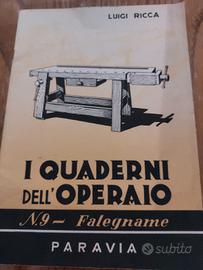 LUIGI RICCA
I QUADERNI
DELL'OPERAIO
N.9 - Falegname
PARAVIA
subito